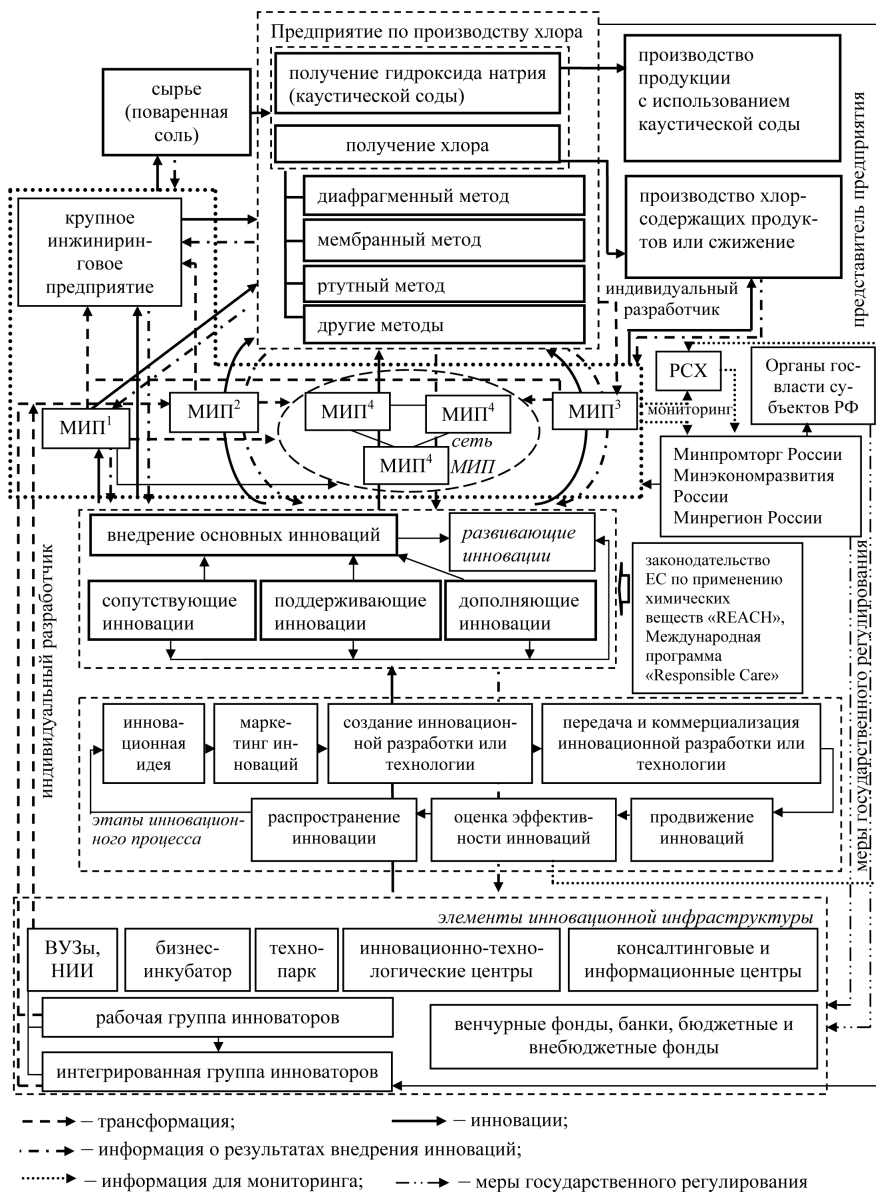 Предприятие по производству хлора
получение гидроксида натрия
(каустической соды)
получение хлора
диафрагменный метод
мембранный метод
ртутный метод
другие методы
сырье
(поваренная
соль)
производство
продукции
с использованием
каустической соды
производство хлор-
содержащих продук-
тов или сжижение
представитель предприятия
крупное
инжинирин-
говое
предприятие
индивидуальный
разработчик
РСХ
Органы гос-
власти су-
бъектов РФ
мониторинг
МИП1
МИП2
МИП4
МИП4
МИП4
сеть
МИП
МИП3
Минпромторг России
Минэкономразвития
России
Минрегион России
внедрение основных инноваций
развивающие
инновации
сопутствующие
инновации
поддерживающие
инновации
дополняющие
инновации
законодательство
ЕС по применению
химических
веществ «REACH»,
Международная
программа
«Responsible Care»
индивидуальный разработчик
меры государственного регулирования
иннова-
ционная
идея
марке-
тинг ин-
новаций
создание инновацион-
ной разработки или
технологии
передача и коммерциализация
инновационной разработки или
технологии
этапы инновацион-
ного процесса
распространение
инновации
оценка эффектив-
ности инноваций
продвижение
инноваций
элементы инновационной инфраструктуры
ВУЗы,
НИИ
бизнес-
инкубатор
техно-
парк
инновационно-техно-
логические центры
консалтинговые и
информационные центры
рабочая группа инноваторов
интегрированная группа инноваторов
венчурные фонды, банки, бюджетные и
внебюджетные фонды
– трансформация;
– инновации;
– информация о результатах внедрения инноваций;
– информация для мониторинга;
– меры государственного регулирования